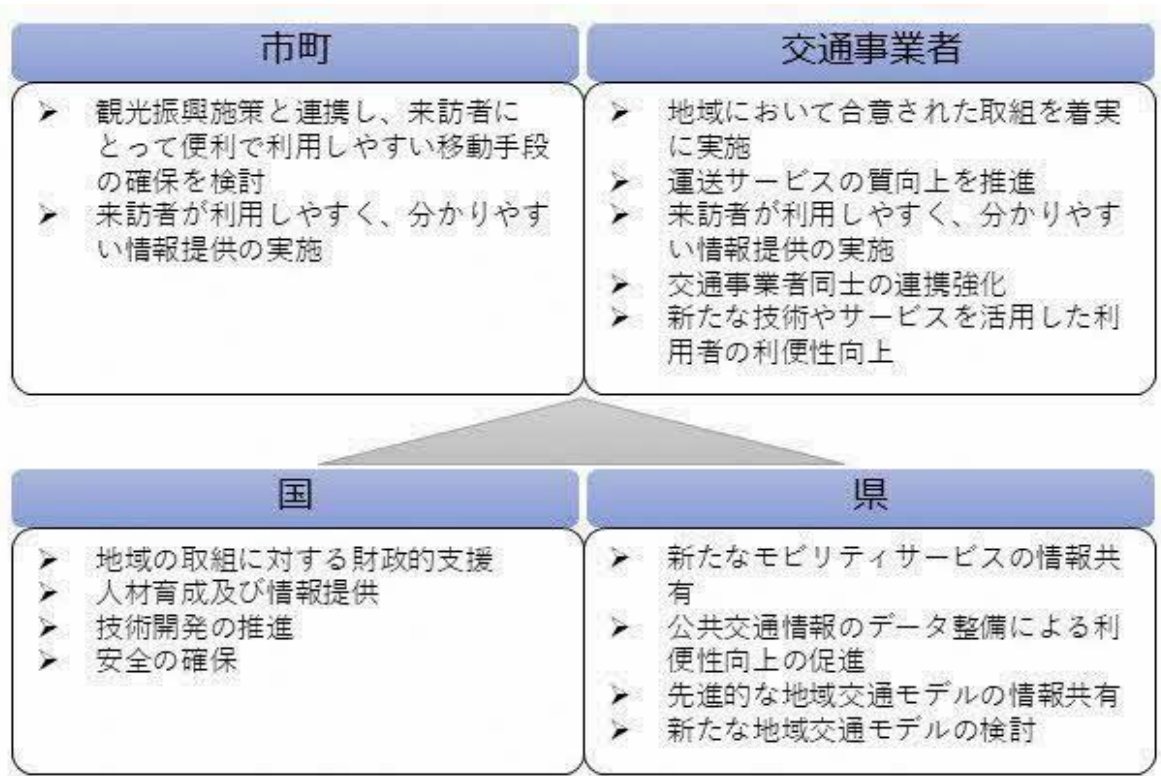 市町
➢ 観光振興施策と連携し、来訪者に
とって便利で利用しやすい移動手段
の確保を検討
➢ 来訪者が利用しやすく、分かりやす
い情報提供の実施
交通事業者
➢ 地域において合意された取組を着実
に実施
➢ 運送サービスの質向上を推進
➢ 来訪者が利用しやすく、分かりやす
い情報提供の実施
➢ 交通事業者同士の連携強化
➢ 新たな技術やサービスを活用した利
用者の利便性向上
国
➢ 地域の取組に対する財政的支援
➢ 人材育成及び情報提供
➢ 技術開発の推進
➢ 安全の確保
県
➢ 新たなモビリティサービスの情報共
有
➢ 公共交通情報のデータ整備による利
便性向上の促進
➢ 先進的な地域交通モデルの情報共有
➢ 新たな地域交通モデルの検討